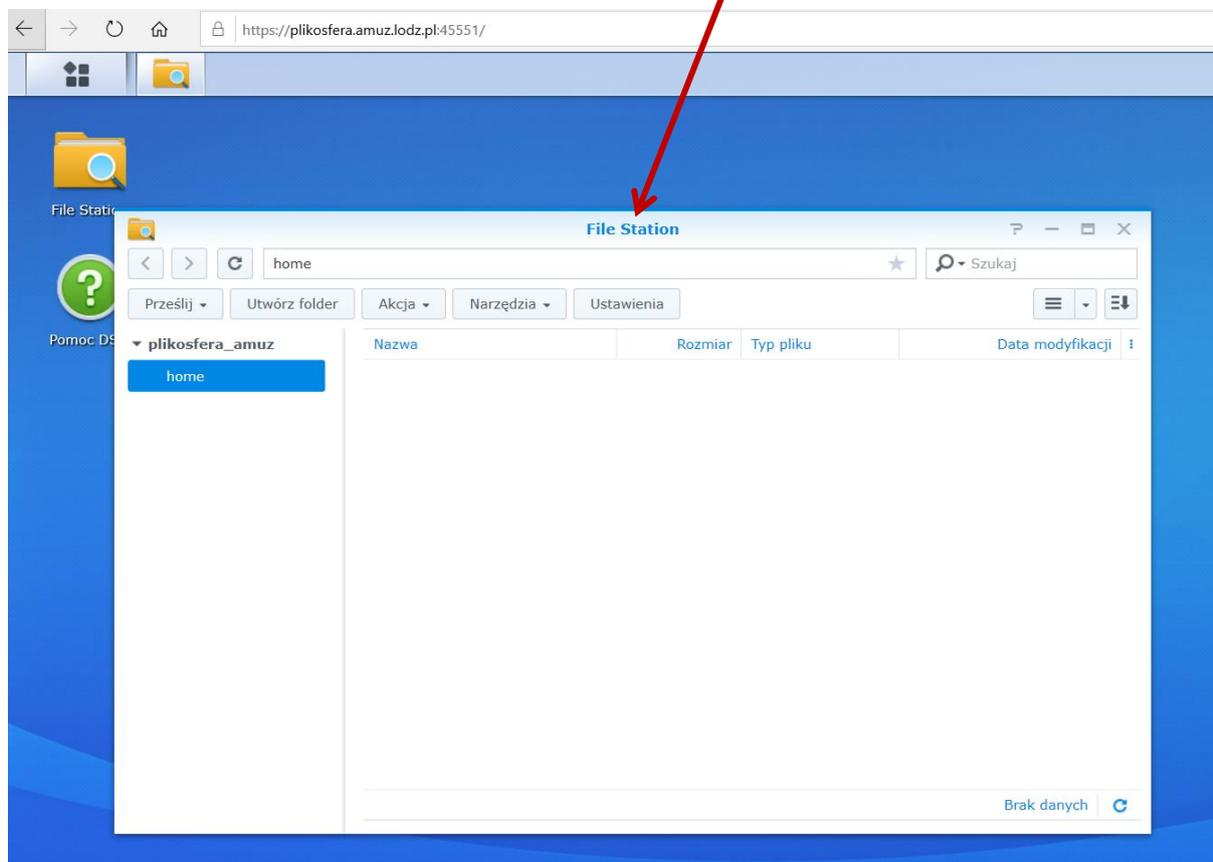 https://plikosfera.amuz.lodz.pl:45551/
File Static
File Station
home
Szukaj
Prześlij Utwórz folder Akcja Narzędzia Ustawienia
Pomoc DS
plikosfera_amuz Nazwa Rozmiar Typ pliku Data modyfikacji
home
Brak danych